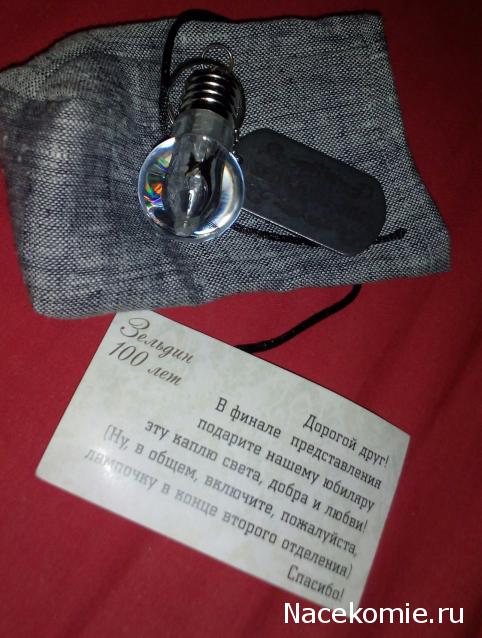 Зельдин
100 лет
Дорогой друг!
В финале представления
подарите нашему юбиляру
эту каплю света, добра и любви!
(Ну, в общем, включите, пожалуйста,
лампочку в конце второго отделения)
Спасибо!
Nacekomie.ru